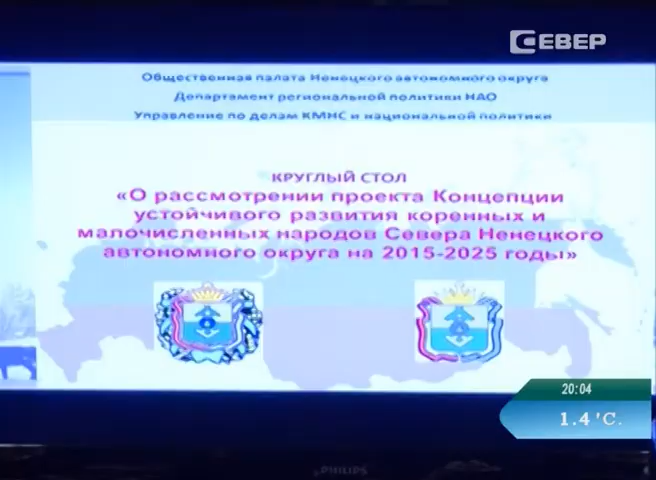 СЕВЕР
Общественная палата Ненецкого автономного округа
Департамент региональной политики НАО
Управление по делам КМНС и национальной политики
КРУГЛЫЙ СТОЛ
«О рассмотрении проекта Концепции
устойчивого развития коренных и
малочисленных народов Севера Ненецкого
автономного округа на 2015-2025 годы»
20:04
1.4 °C.
PHILIPS